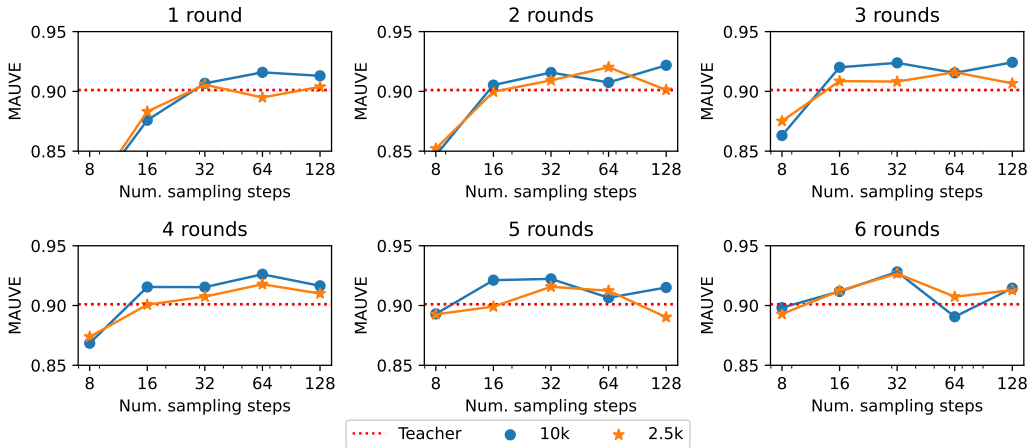 1 round
2 rounds
3 rounds
0.95
0.90
0.85
MAUVE
8 16 32 64 128
Num. sampling steps
0.95
0.90
0.85
MAUVE
8 16 32 64 128
Num. sampling steps
0.95
0.90
0.85
MAUVE
8 16 32 64 128
Num. sampling steps
4 rounds
5 rounds
6 rounds
0.95
0.90
0.85
MAUVE
8 16 32 64 128
Num. sampling steps
0.95
0.90
0.85
MAUVE
8 16 32 64 128
Num. sampling steps
0.95
0.90
0.85
MAUVE
8 16 32 64 128
Num. sampling steps
Teacher 10k 2.5k